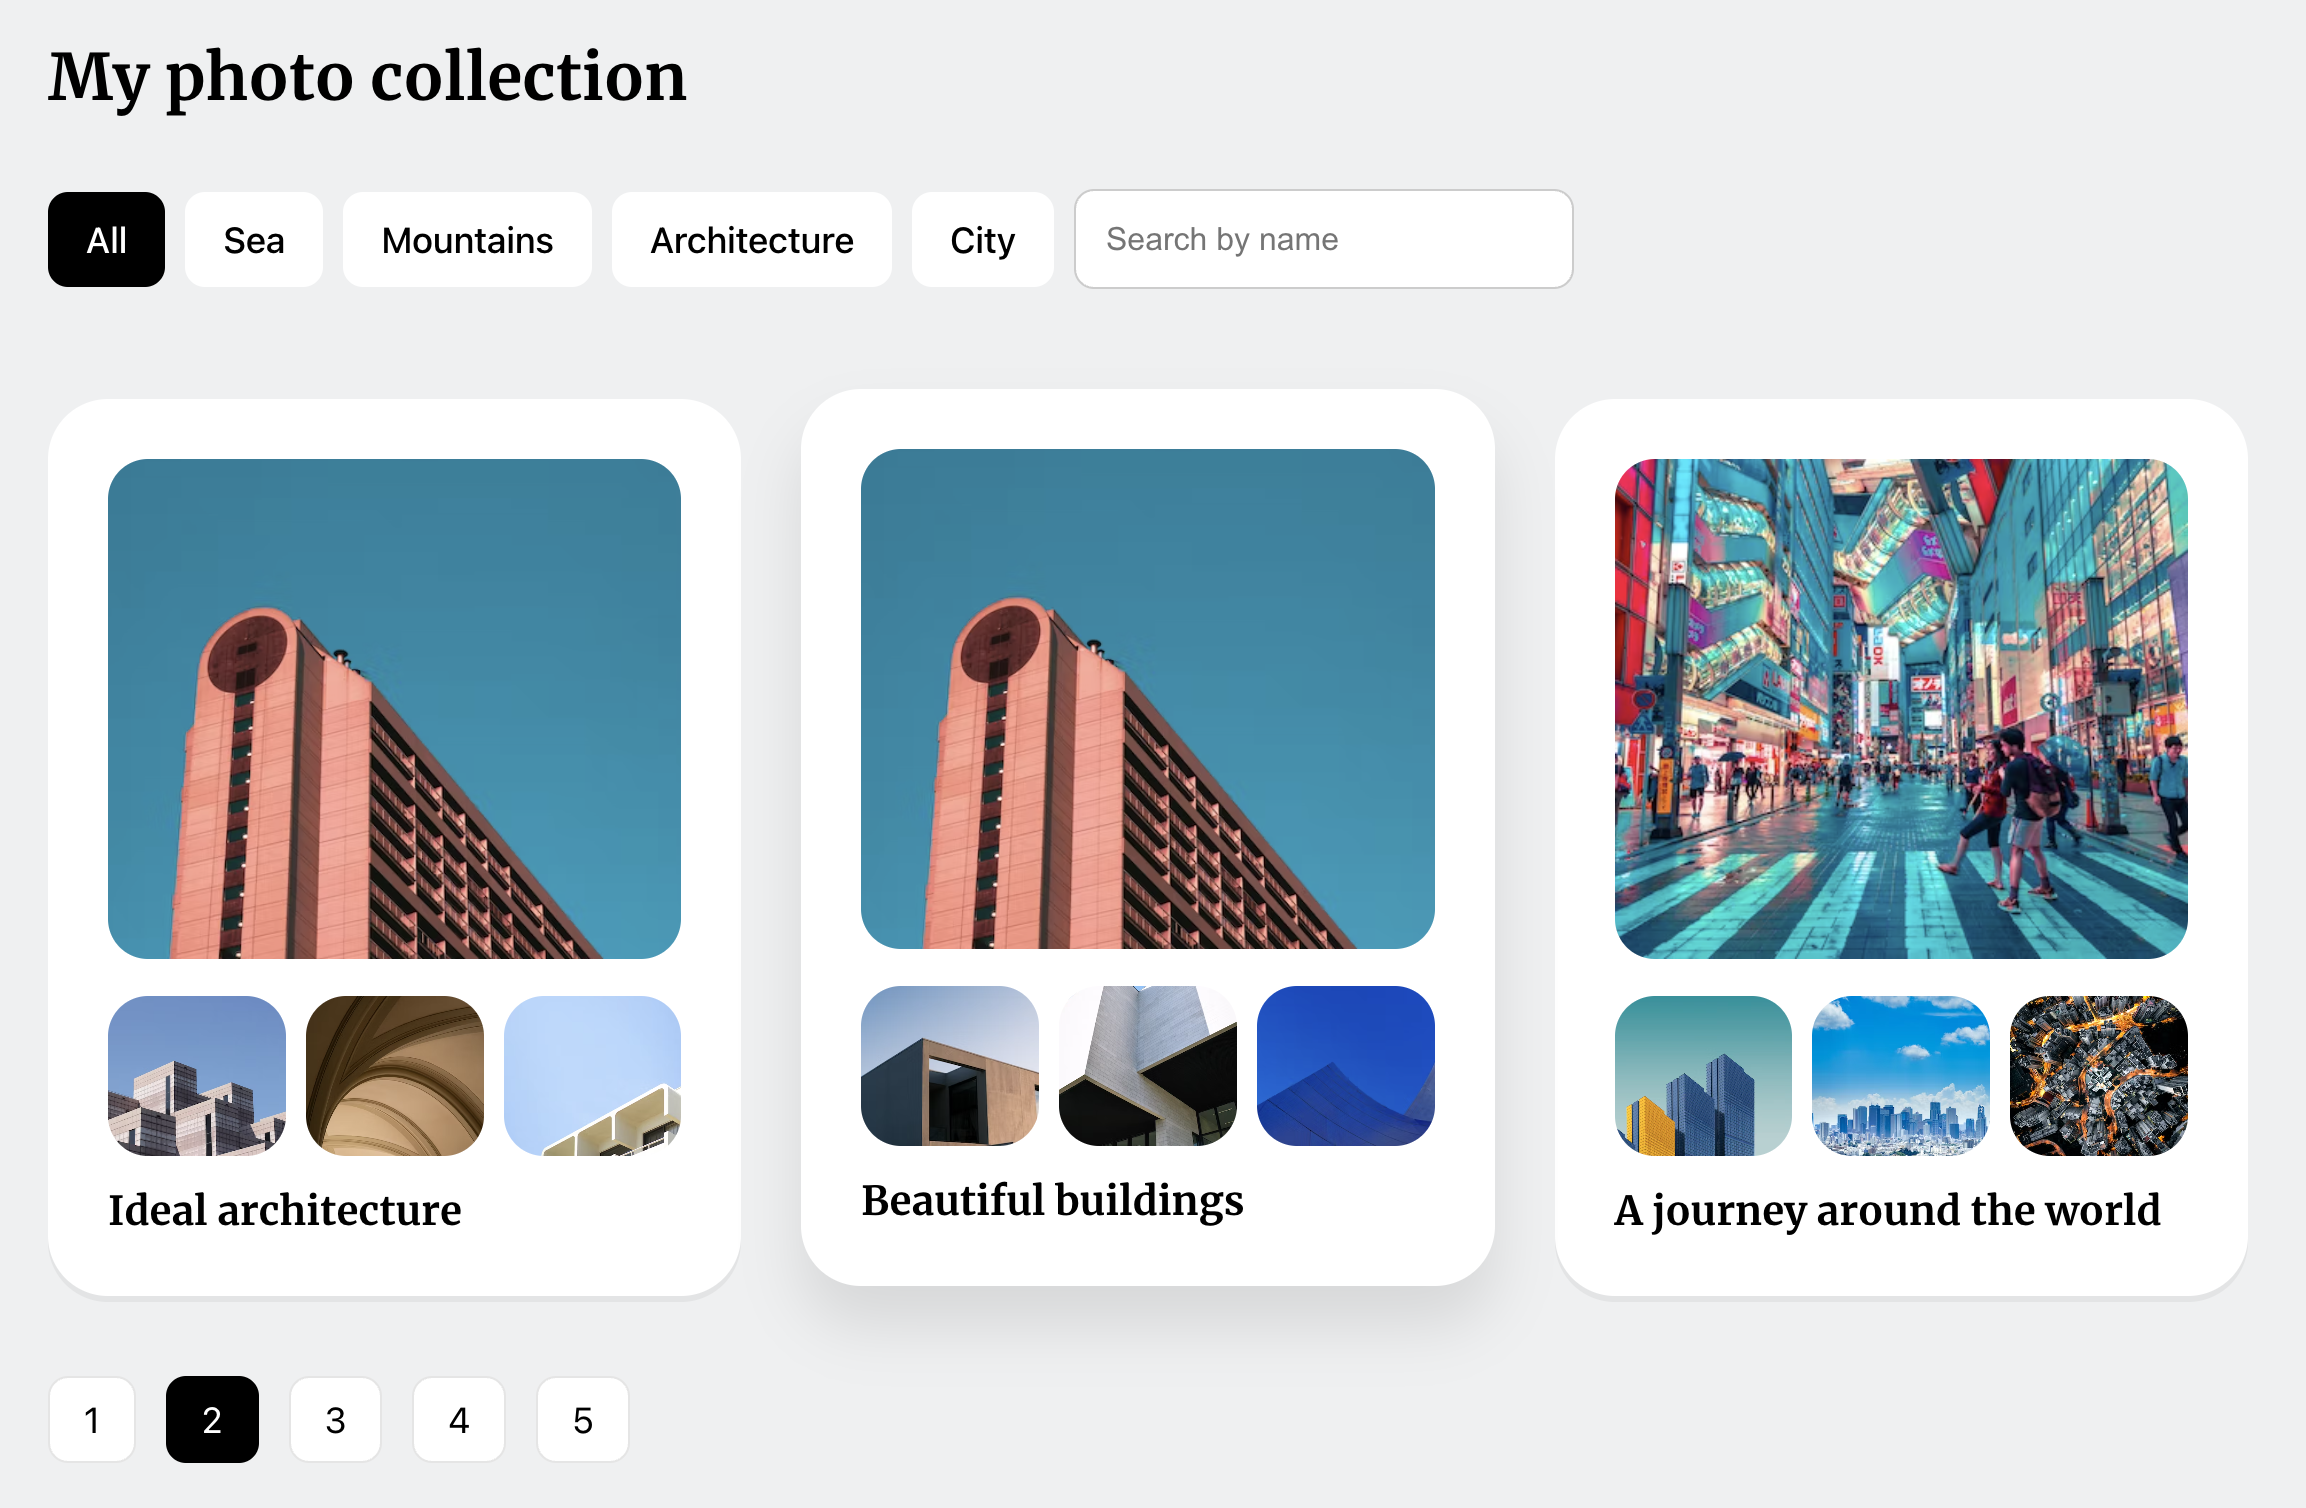 My photo collection
All
Sea
Mountains
Architecture
City
Search by name
Ideal architecture
Beautiful buildings
A journey around the world
1
2
3
4
5